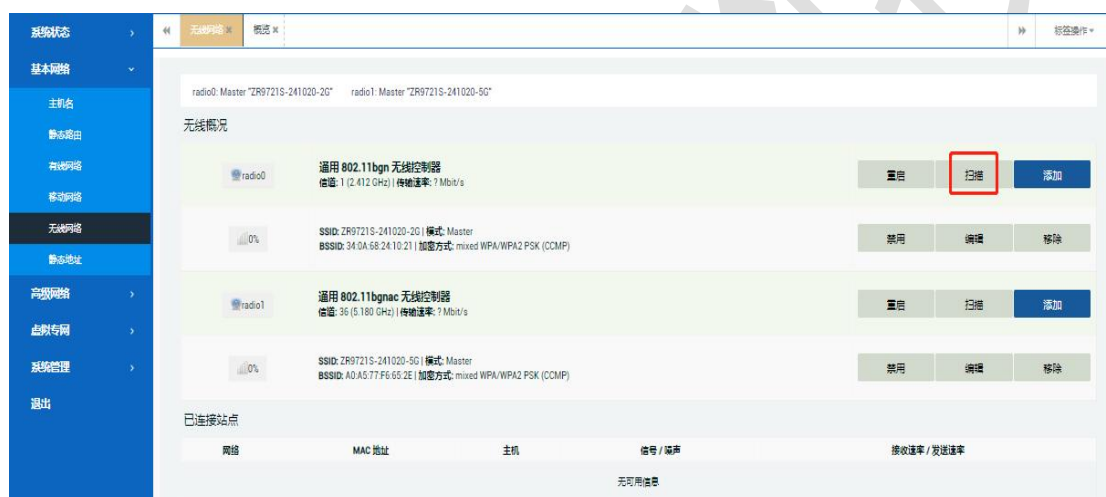 系统状态
基本网络
主机名
静态路由
有线网络
移动网络
无线网络
静态地址
高级网络
虚拟专网
系统管理
退出
无线网络 × 概览 × 标签操作
radio0: Master "ZR9721S-241020-2G" radio1: Master "ZR9721S-241020-5G"
无线概况
radio0 通用 802.11bgn 无线控制器 重启 扫描 添加
信道: 1 (2.412 GHz) | 传输速率: ? Mbit/s
0% SSID: ZR9721S-241020-2G | 模式: Master 禁用 编辑 移除
BSSID: 34:0A:68:24:10:21 | 加密方式: mixed WPA/WPA2 PSK (CCMP)
radio1 通用 802.11bgnac 无线控制器 重启 扫描 添加
信道: 36 (5.180 GHz) | 传输速率: ? Mbit/s
0% SSID: ZR9721S-241020-5G | 模式: Master 禁用 编辑 移除
BSSID: A0:A5:77:F6:65:2E | 加密方式: mixed WPA/WPA2 PSK (CCMP)
已连接站点
网络 MAC 地址 主机 信号 / 噪声 接收速率 / 发送速率
无可用信息